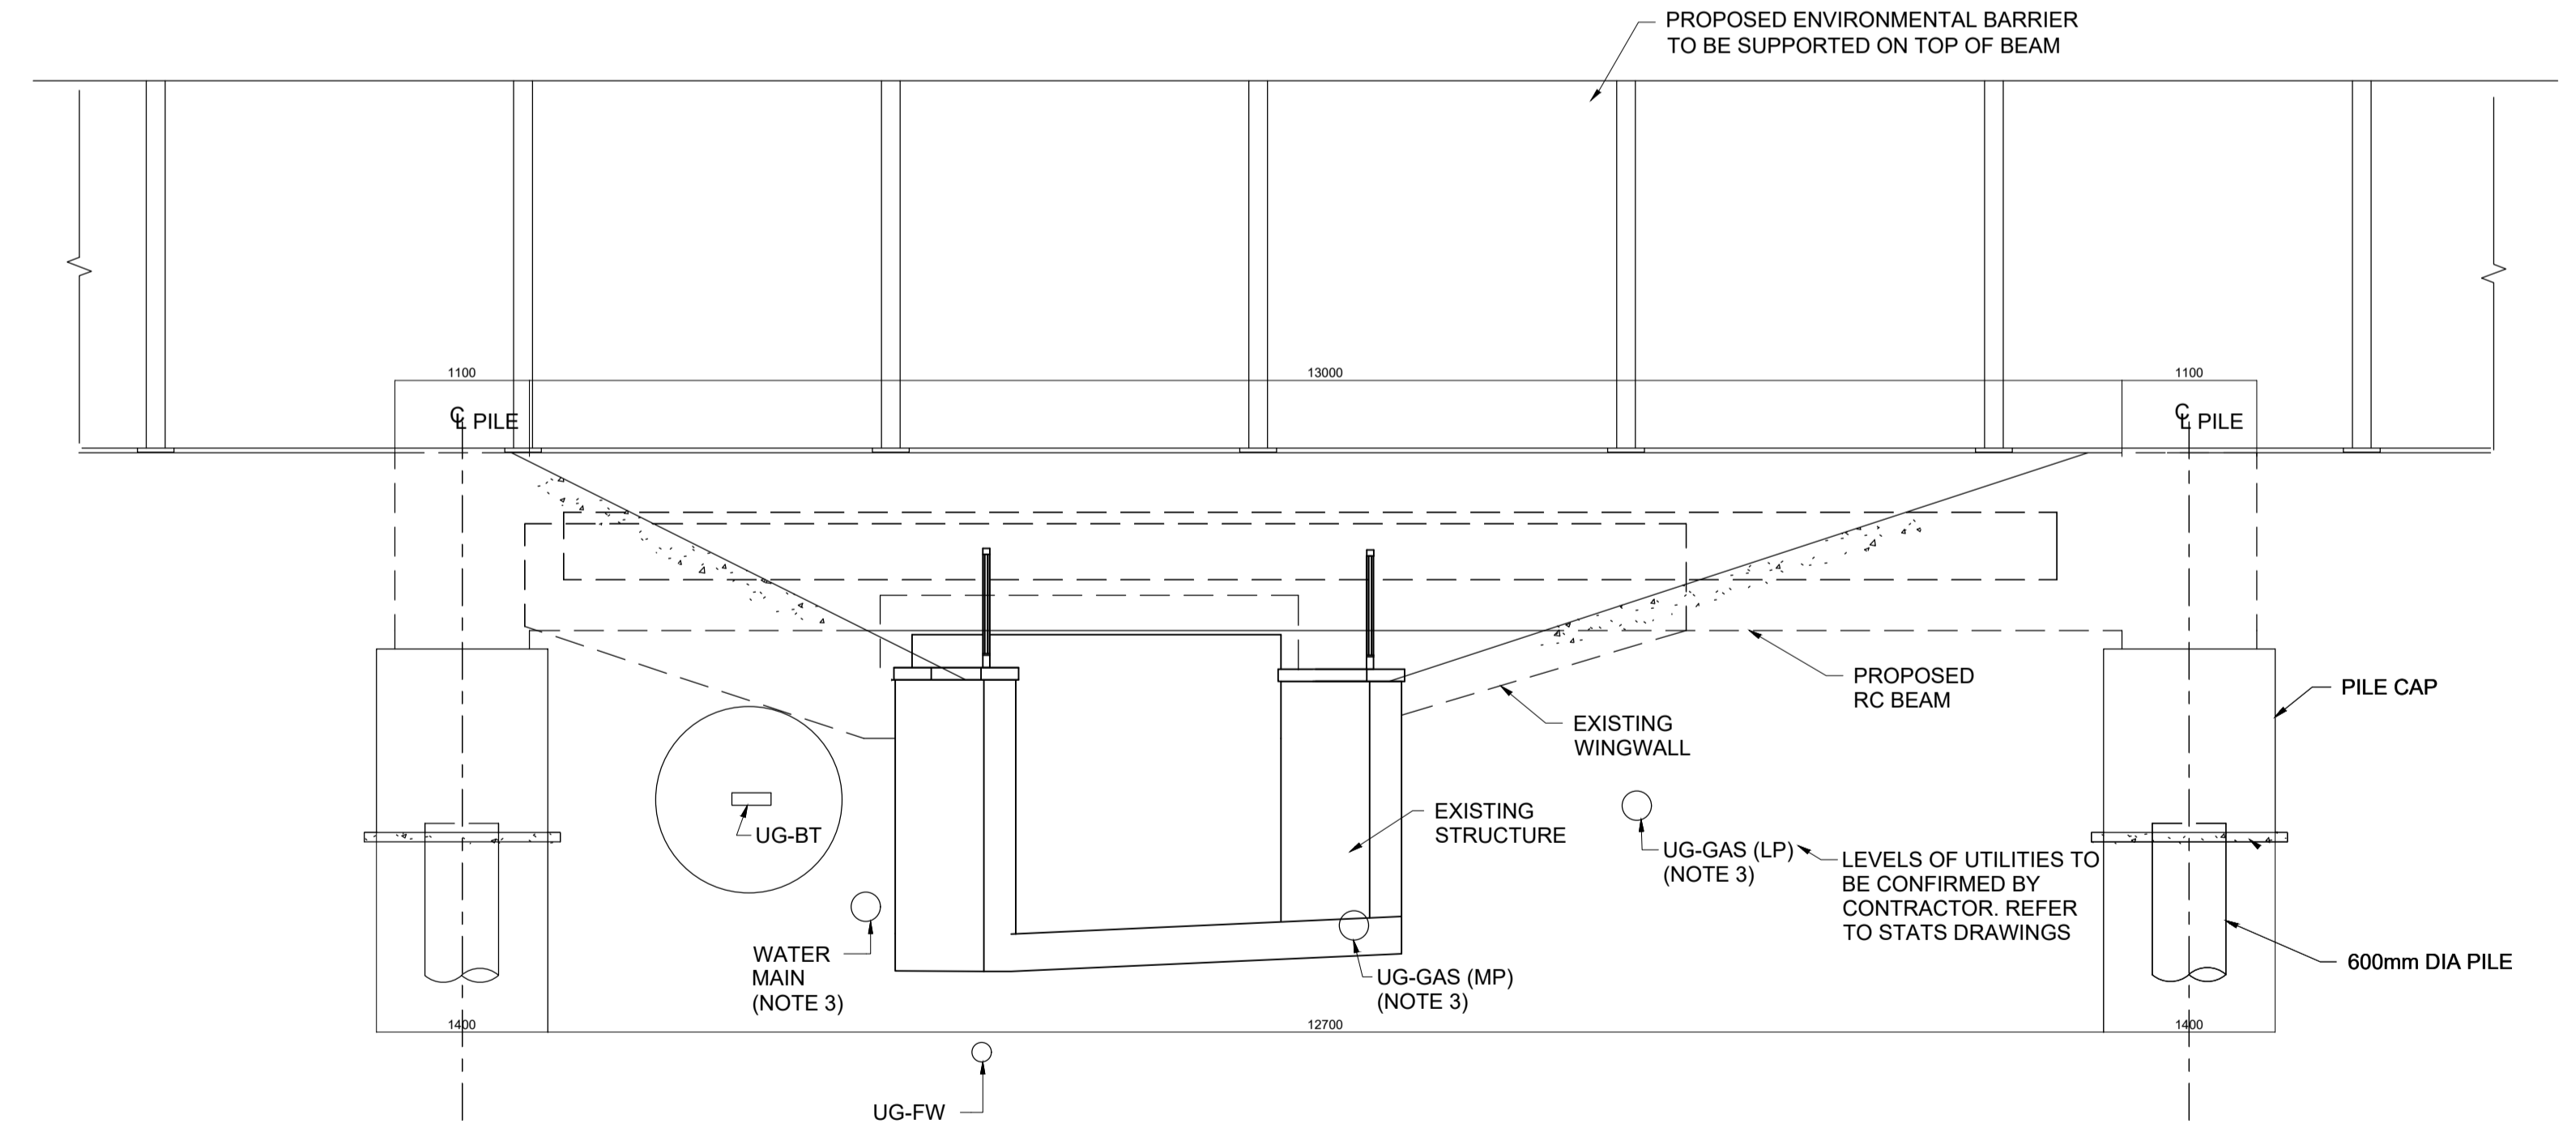 PROPOSED ENVIRONMENTAL BARRIER
TO BE SUPPORTED ON TOP OF BEAM
1100
13000
1100
℄ PILE
℄ PILE
PROPOSED
RC BEAM
PILE CAP
EXISTING
WINGWALL
EXISTING
STRUCTURE
UG-BT
UG-GAS (LP)
(NOTE 3)
LEVELS OF UTILITIES TO
BE CONFIRMED BY
CONTRACTOR. REFER
TO STATS DRAWINGS
WATER
MAIN
(NOTE 3)
UG-GAS (MP)
(NOTE 3)
600mm DIA PILE
1400
12700
1400
UG-FW